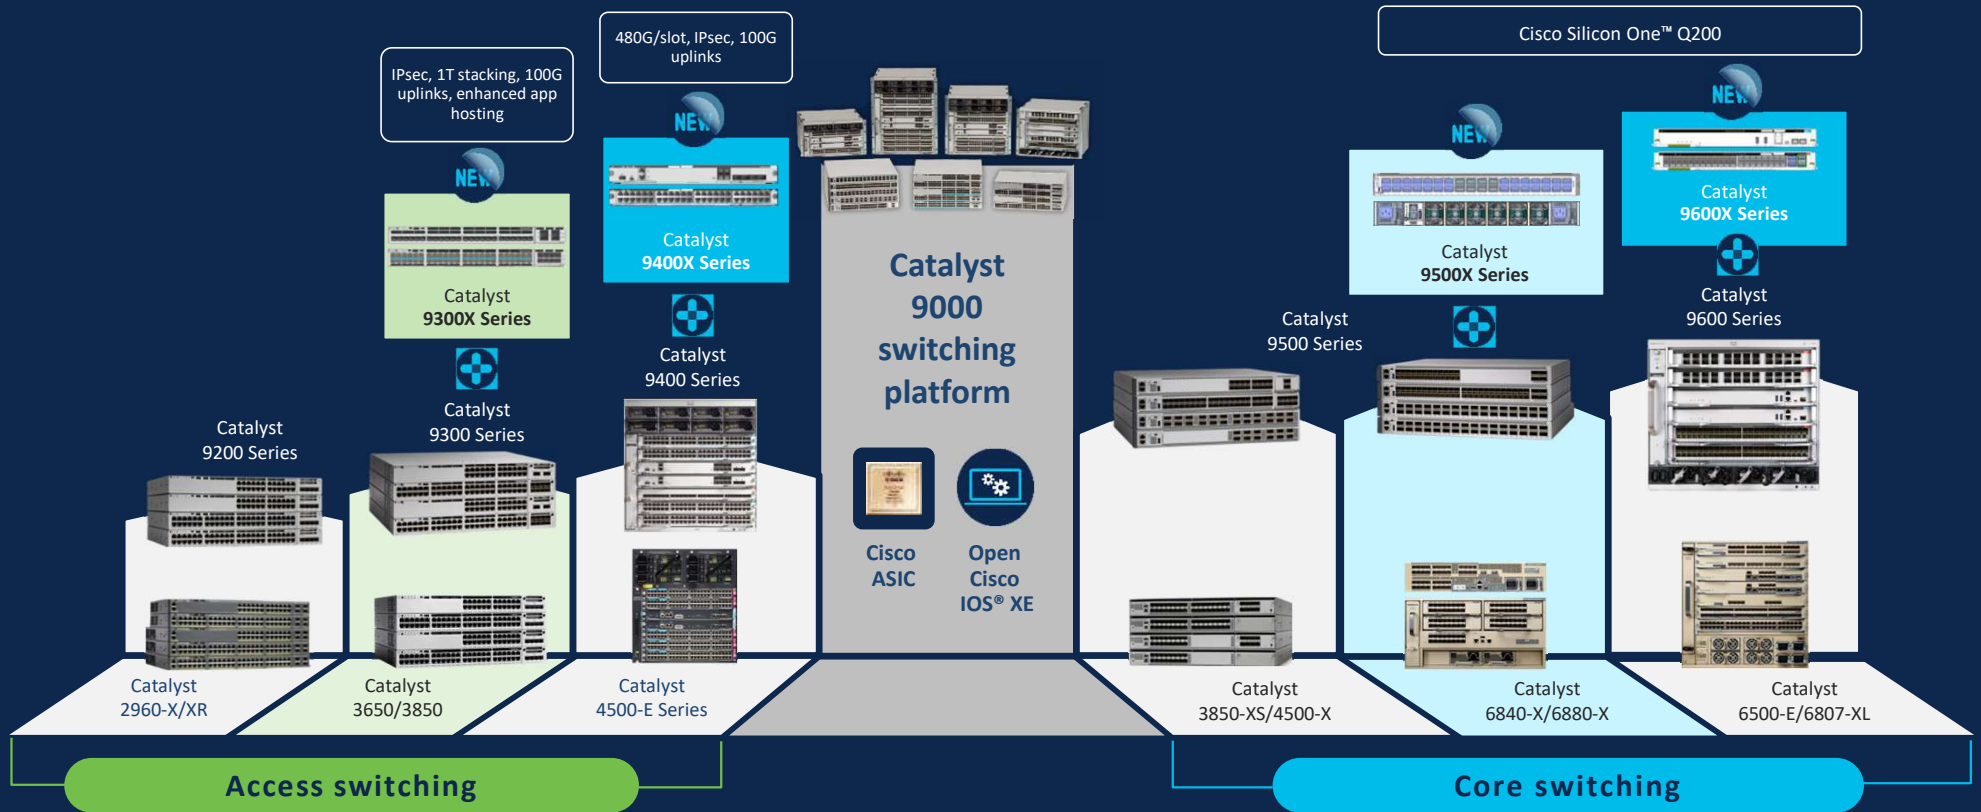 480G/slot, IPsec, 100G
uplinks
Cisco Silicon One™ Q200
IPsec, 1T stacking, 100G
uplinks, enhanced app
hosting
NEW
NEW
NEW
NEW
Catalyst
9300X Series
Catalyst
9400X Series
Catalyst
9500X Series
Catalyst
9600X Series
Catalyst
9200 Series
Catalyst
9300 Series
Catalyst
9400 Series
Catalyst
9000
switching
platform
Cisco
ASIC
Open
Cisco
IOS® XE
Catalyst
9500 Series
Catalyst
9600 Series
Catalyst
2960-X/XR
Catalyst
3650/3850
Catalyst
4500-E Series
Catalyst
3850-XS/4500-X
Catalyst
6840-X/6880-X
Catalyst
6500-E/6807-XL
Access switching
Core switching